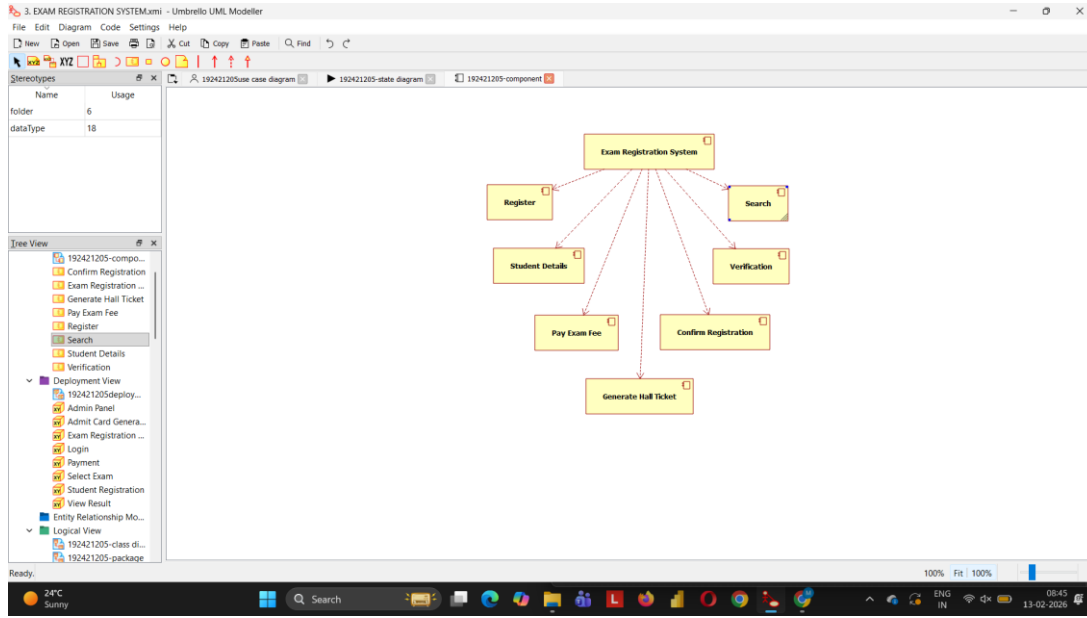 3. EXAM REGISTRATION SYSTEM.xmi - Umbrello UML Modeller
File Edit Diagram Code Settings Help
New Open Save Cut Copy Paste Find
XYZ
Stereotypes
192421205use case diagram 192421205-state diagram 192421205-component
Name Usage
folder 6
dataType 18
Exam Registration System
Register
Search
Student Details
Verification
Pay Exam Fee
Confirm Registration
Generate Hall Ticket
Tree View
192421205-compo...
Confirm Registration
Exam Registration ...
Generate Hall Ticket
Pay Exam Fee
Register
Search
Student Details
Verification
Deployment View
192421205deploy...
Admin Panel
Admit Card Genera...
Exam Registration ...
Login
Payment
Select Exam
Student Registration
View Result
Entity Relationship Mo...
Logical View
192421205-class di...
192421205-package
Ready.
100% Fit 100%
24°C
Sunny
Search
L
ENG
IN
08:45
13-02-2026